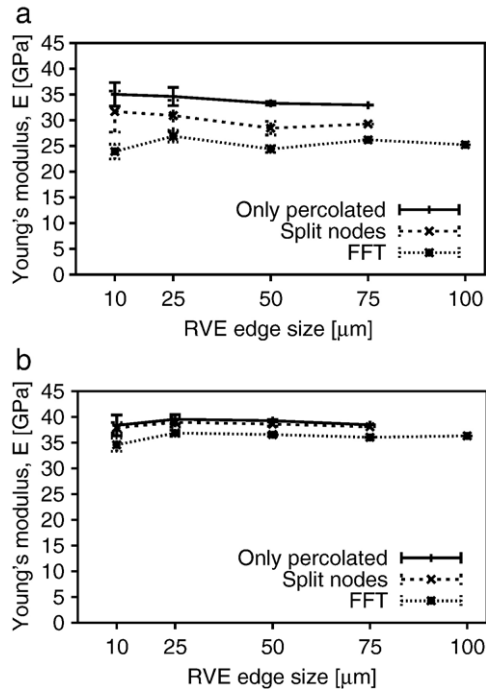 a
Young's modulus, E [GPa]
45
40
35
30
25
20
15
10
5
0
Only percolated
Split nodes
FFT
10 25 50 75 100
RVE edge size [μm]
b
Young's modulus, E [GPa]
45
40
35
30
25
20
15
10
5
0
Only percolated
Split nodes
FFT
10 25 50 75 100
RVE edge size [μm]